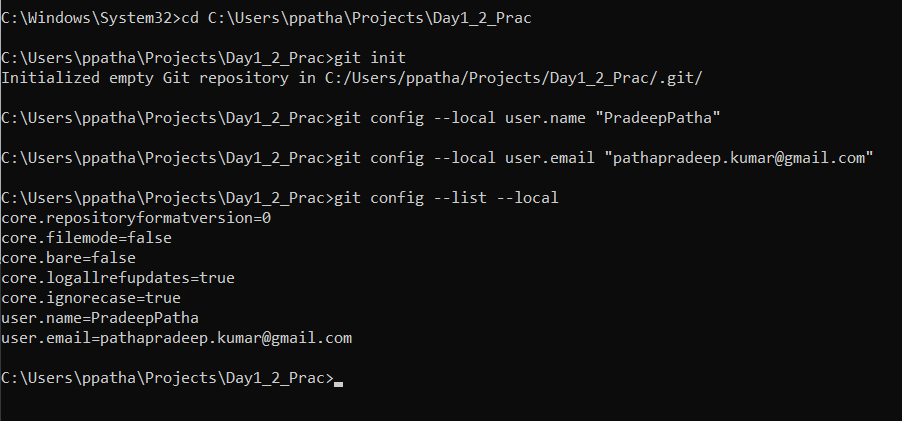 C:\Windows\System32>cd C:\Users\ppatha\Projects\Day1_2_Prac
C:\Users\ppatha\Projects\Day1_2_Prac>git init
Initialized empty Git repository in C:/Users/ppatha/Projects/Day1_2_Prac/.git/
C:\Users\ppatha\Projects\Day1_2_Prac>git config --local user.name "PradeepPatha"
C:\Users\ppatha\Projects\Day1_2_Prac>git config --local user.email "pathapradeep.kumar@gmail.com"
C:\Users\ppatha\Projects\Day1_2_Prac>git config --list --local
core.repositoryformatversion=0
core.filemode=false
core.bare=false
core.logallrefupdates=true
core.ignorecase=true
user.name=PradeepPatha
user.email=pathapradeep.kumar@gmail.com
C:\Users\ppatha\Projects\Day1_2_Prac>